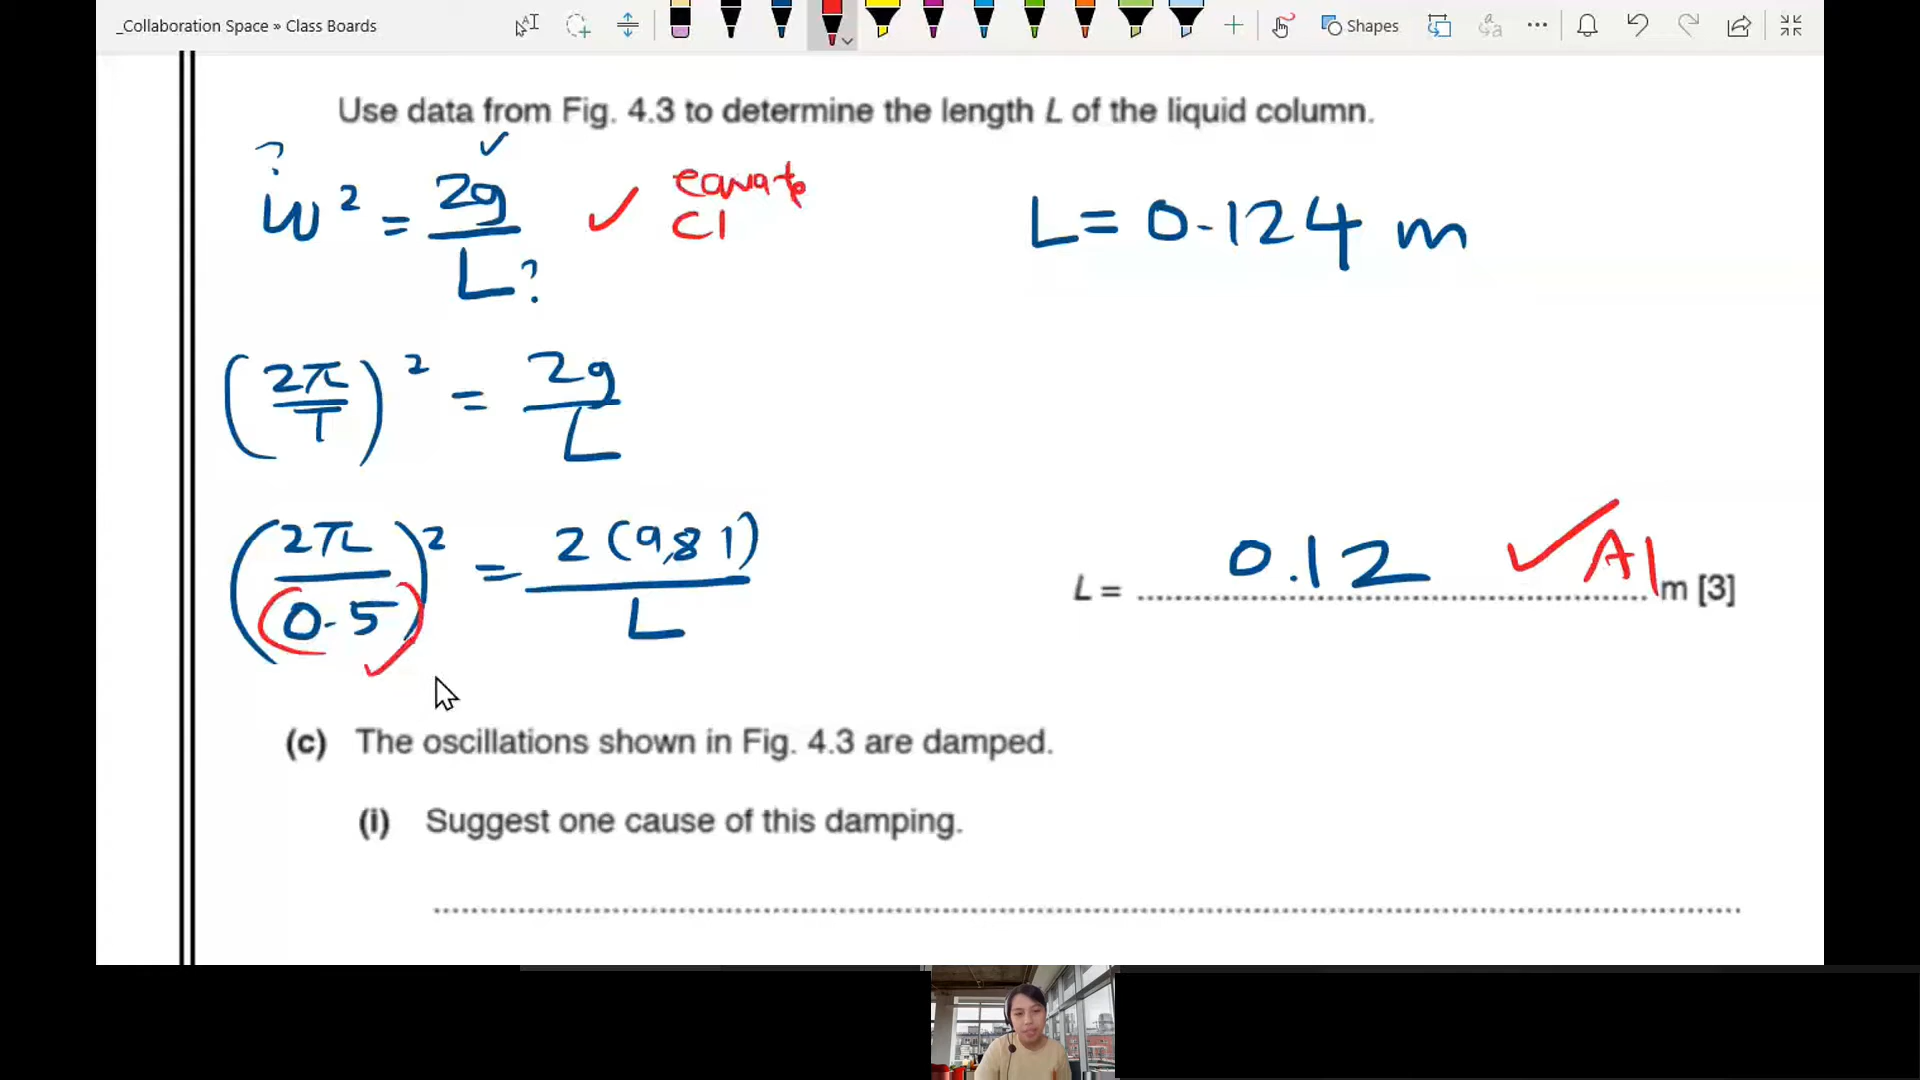 _Collaboration Space » Class Boards
Shapes
Use data from Fig. 4.3 to determine the length L of the liquid column.
?
ω² = 2g/L ?
✓ equate
C1
L = 0.124 m
(2π/T)² = 2g/L
(2π/0.5)² = 2(9.81)/L
L = 0.12 m [3]
✓ A1
(c) The oscillations shown in Fig. 4.3 are damped.
(i) Suggest one cause of this damping.